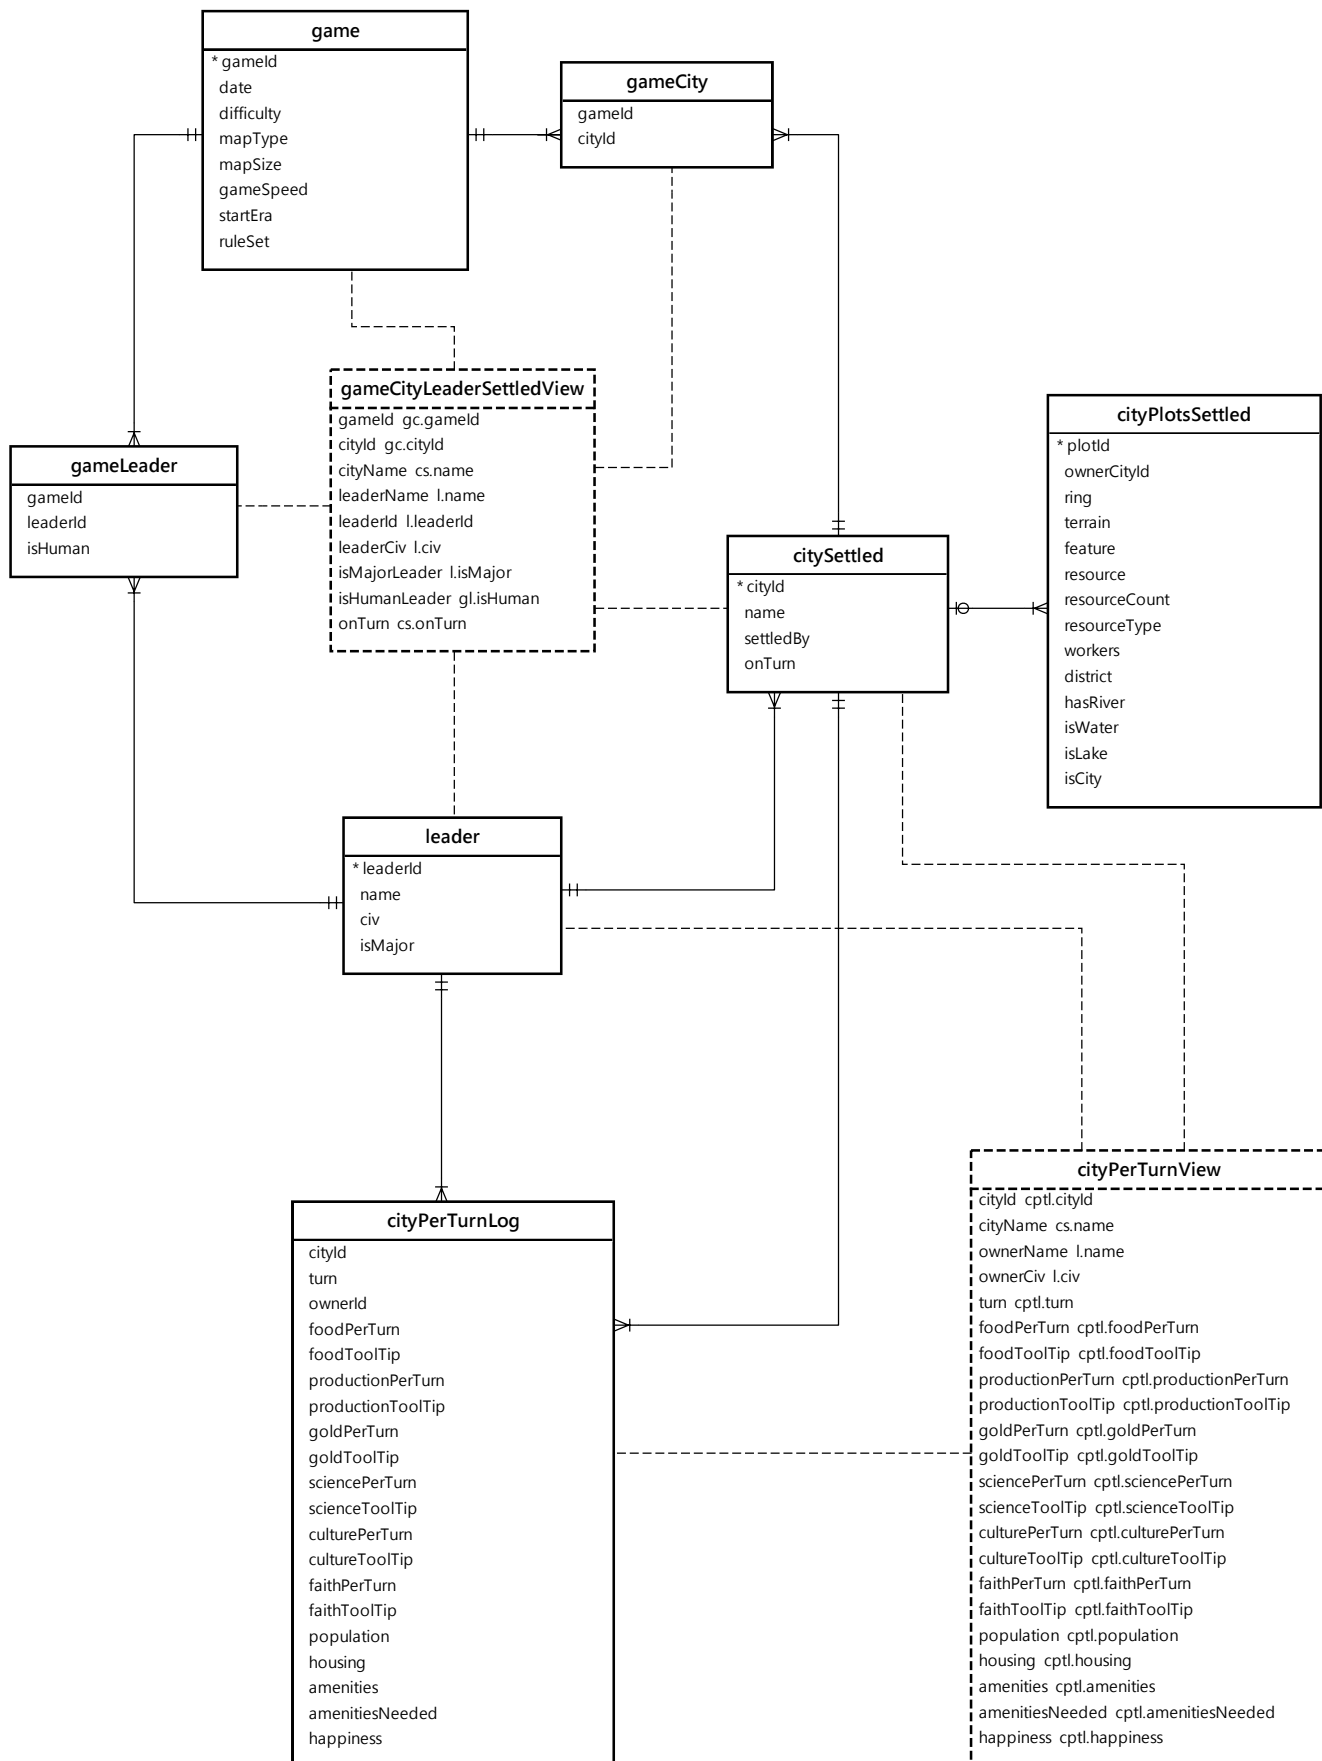 game
* gameId
date
difficulty
mapType
mapSize
gameSpeed
startEra
ruleSet
gameCity
gameId
cityId
gameCityLeaderSettledView
gameId gc.gameId
cityId gc.cityId
cityName cs.name
leaderName l.name
leaderId l.leaderId
leaderCiv l.civ
isMajorLeader l.isMajor
isHumanLeader gl.isHuman
onTurn cs.onTurn
cityPlotsSettled
* plotId
ownerCityId
ring
terrain
feature
resource
resourceCount
resourceType
workers
district
hasRiver
isWater
isLake
isCity
gameLeader
gameId
leaderId
isHuman
citySettled
* cityId
name
settledBy
onTurn
leader
* leaderId
name
civ
isMajor
cityPerTurnLog
cityId
turn
ownerId
foodPerTurn
foodToolTip
productionPerTurn
productionToolTip
goldPerTurn
goldToolTip
sciencePerTurn
scienceToolTip
culturePerTurn
cultureToolTip
faithPerTurn
faithToolTip
population
housing
amenities
amenitiesNeeded
happiness
cityPerTurnView
cityId cptl.cityId
cityName cs.name
ownerName l.name
ownerCiv l.civ
turn cptl.turn
foodPerTurn cptl.foodPerTurn
foodToolTip cptl.foodToolTip
productionPerTurn cptl.productionPerTurn
productionToolTip cptl.productionToolTip
goldPerTurn cptl.goldPerTurn
goldToolTip cptl.goldToolTip
sciencePerTurn cptl.sciencePerTurn
scienceToolTip cptl.scienceToolTip
culturePerTurn cptl.culturePerTurn
cultureToolTip cptl.cultureToolTip
faithPerTurn cptl.faithPerTurn
faithToolTip cptl.faithToolTip
population cptl.population
housing cptl.housing
amenities cptl.amenities
amenitiesNeeded cptl.amenitiesNeeded
happiness cptl.happiness